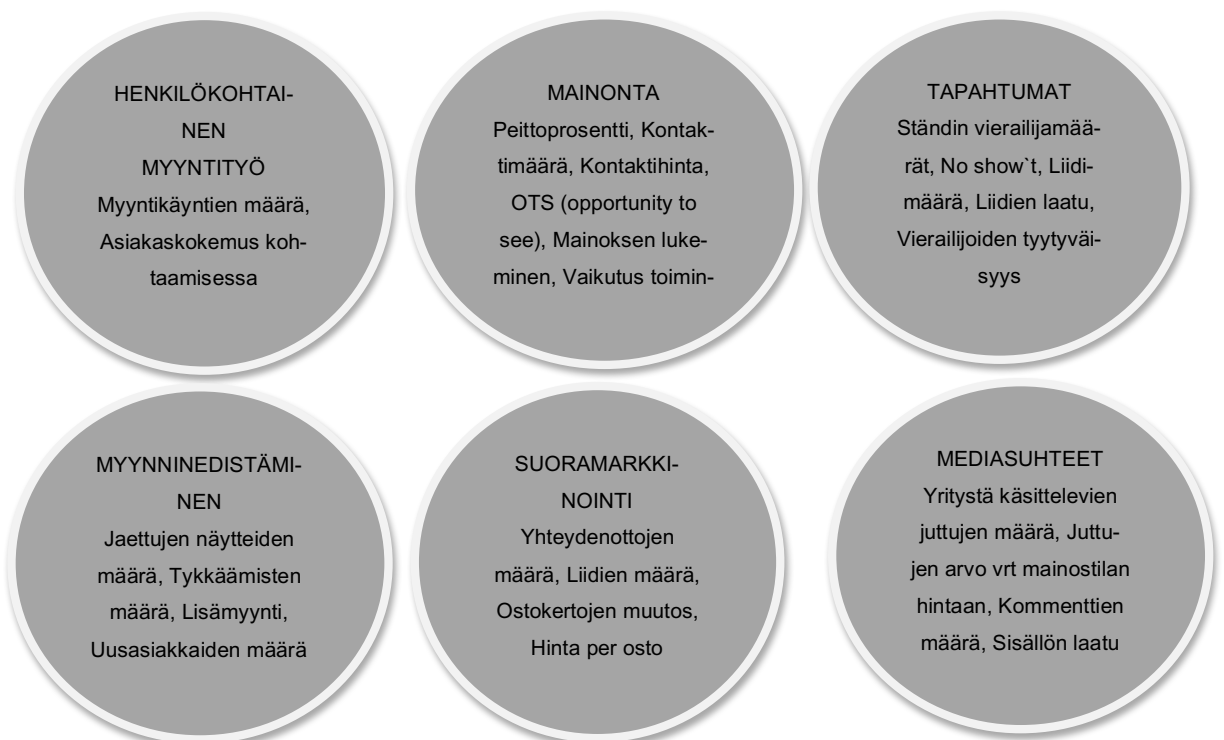 HENKILÖKOHTAI-
NEN
MYYNTITYÖ
Myyntikäyntien määrä,
Asiakaskokemus koh-
taamisessa
MAINONTA
Peittoprosentti, Kontak-
timäärä, Kontaktihinta,
OTS (opportunity to
see), Mainoksen luke-
minen, Vaikutus toimin-
TAPAHTUMAT
Ständin vierailijamää-
rät, No show`t, Liidi-
määrä, Liidien laatu,
Vierailijoiden tyytyväi-
syys
MYYNNINEDISTÄMI-
NEN
Jaettujen näytteiden
määrä, Tykkäämisten
määrä, Lisämyynti,
Uusasiakkaiden määrä
SUORAMARKKI-
NOINTI
Yhteydenottojen
määrä, Liidien määrä,
Ostokertojen muutos,
Hinta per osto
MEDIASUHTEET
Yritystä käsittelevien
juttujen määrä, Juttu-
jen arvo vrt mainostilan
hintaan, Kommenttien
määrä, Sisällön laatu